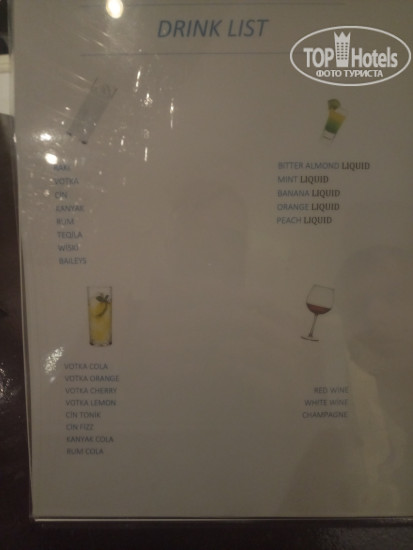 DRINK LIST
TOP Hotels
ФОТО ТУРИСТА
RAKI
VOTKA
CIN
KANYAK
RUM
TEQILA
WISKI
BAILEYS
BITTER ALMOND LIQUID
MINT LIQUID
BANANA LIQUID
ORANGE LIQUID
PEACH LIQUID
VOTKA COLA
VOTKA ORANGE
VOTKA CHERRY
VOTKA LEMON
CIN TONIK
CIN FIZZ
KANYAK COLA
RUM COLA
RED WINE
WHITE WINE
CHAMPAGNE